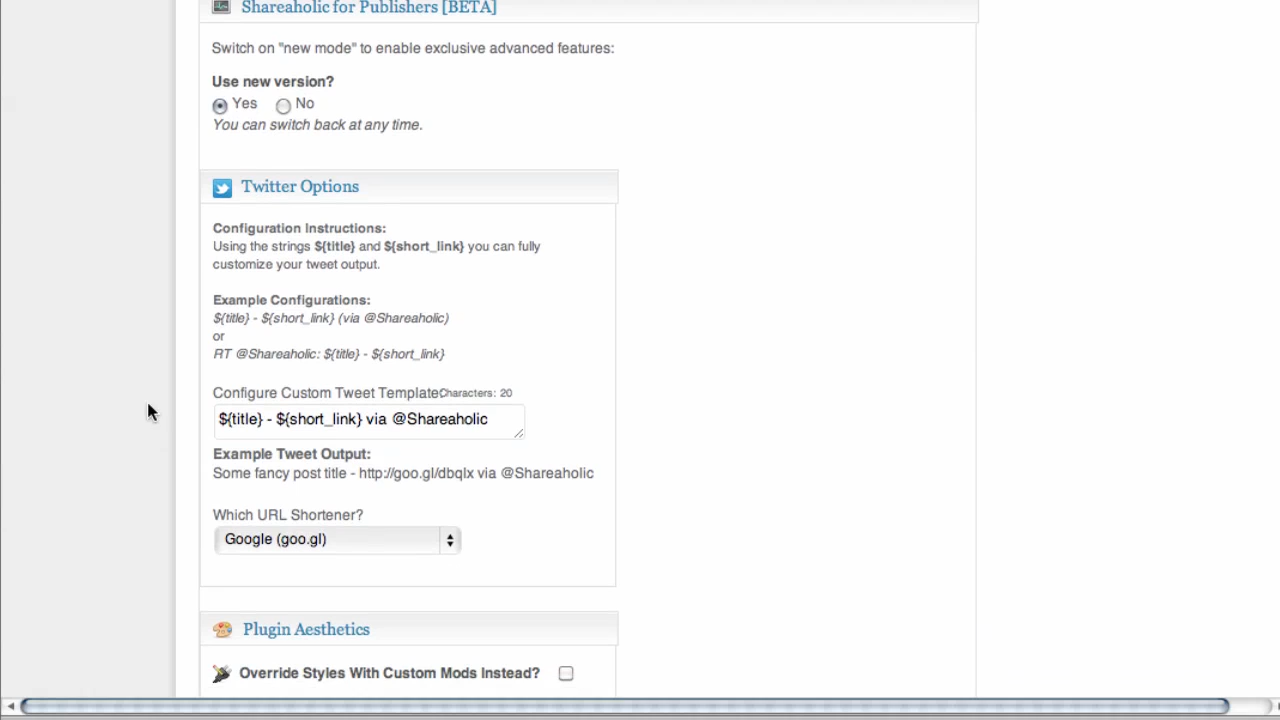 Shareaholic for Publishers [BETA]
Switch on "new mode" to enable exclusive advanced features:
Use new version?
Yes No
You can switch back at any time.
Twitter Options
Configuration Instructions:
Using the strings ${title} and ${short_link} you can fully
customize your tweet output.
Example Configurations:
${title} - ${short_link} (via @Shareaholic)
or
RT @Shareaholic: ${title} - ${short_link}
Configure Custom Tweet Template Characters: 20
${title} - ${short_link} via @Shareaholic
Example Tweet Output:
Some fancy post title - http://goo.gl/dbqlx via @Shareaholic
Which URL Shortener?
Google (goo.gl)
Plugin Aesthetics
Override Styles With Custom Mods Instead?